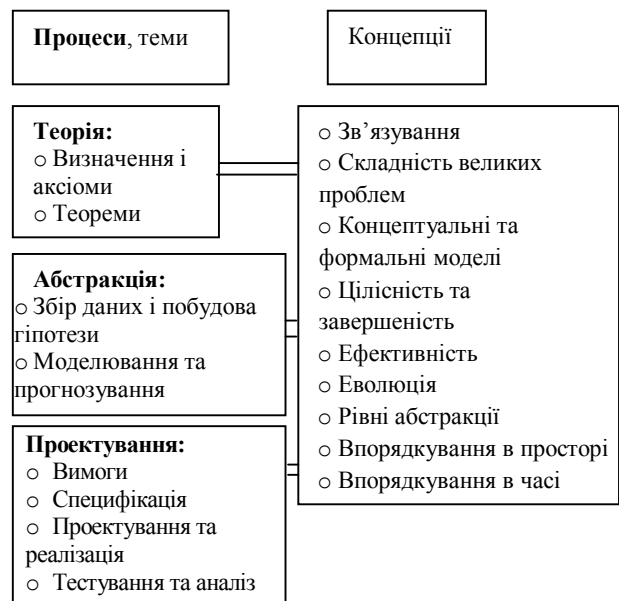 Процеси, теми
Концепції
Теорія:
o Визначення і
аксіоми
o Теореми
Абстракція:
o Збір даних і побудова
гіпотези
o Моделювання та
прогнозування
Проектування:
o Вимоги
o Специфікація
o Проектування та
реалізація
o Тестування та аналіз
o Зв’язування
o Складність великих
проблем
o Концептуальні та
формальні моделі
o Цілісність та
завершеність
o Ефективність
o Еволюція
o Рівні абстракції
o Впорядкування в просторі
o Впорядкування в часі